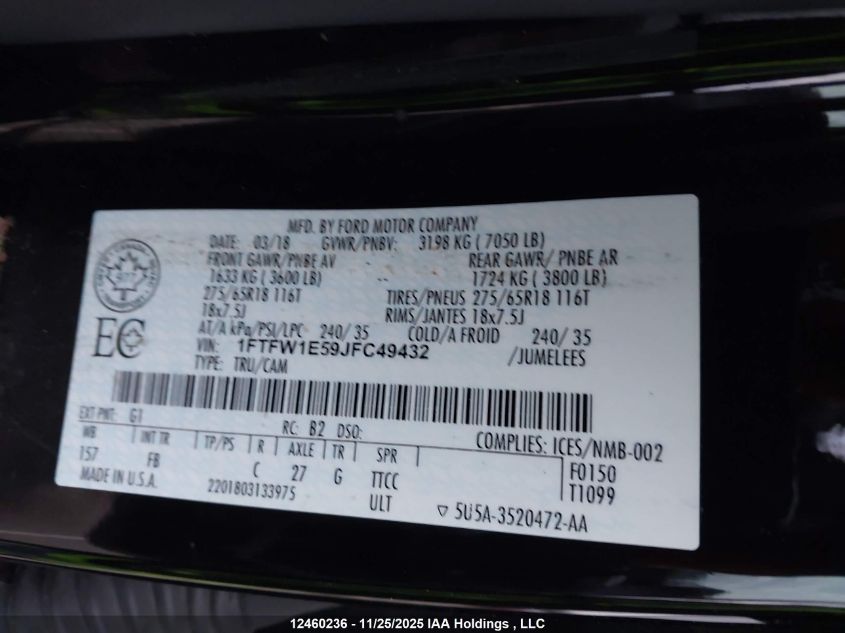 MFD. BY FORD MOTOR COMPANY
DATE: 03/18 GVWR/PNBV: 3198 KG ( 7050 LB)
FRONT GAWR/PNBE AV REAR GAWR/ PNBE AR
1633 KG ( 3600 LB) 1724 KG ( 3800 LB)
275/65R18 116T TIRES/PNEUS 275/65R18 116T
18x7.5J RIMS/JANTES 18x7.5J
AT/A kPa/PSI/LPC 240/ 35 COLD/A FROID 240/ 35
VIN: 1FTFW1E59JFC49432 /JUMELEES
TYPE: TRU/CAM
EC
EXT PNT: G1 RC: B2 DSO: COMPLIES: ICES/NMB-002
WB INT TR TP/PS R AXLE TR SPR F0150
157 FB C 27 G TTCC T1099
MADE IN U.S.A. 2201803133975 ULT ▽ 5U5A-3520472-AA
12460236 - 11/25/2025 IAA Holdings , LLC